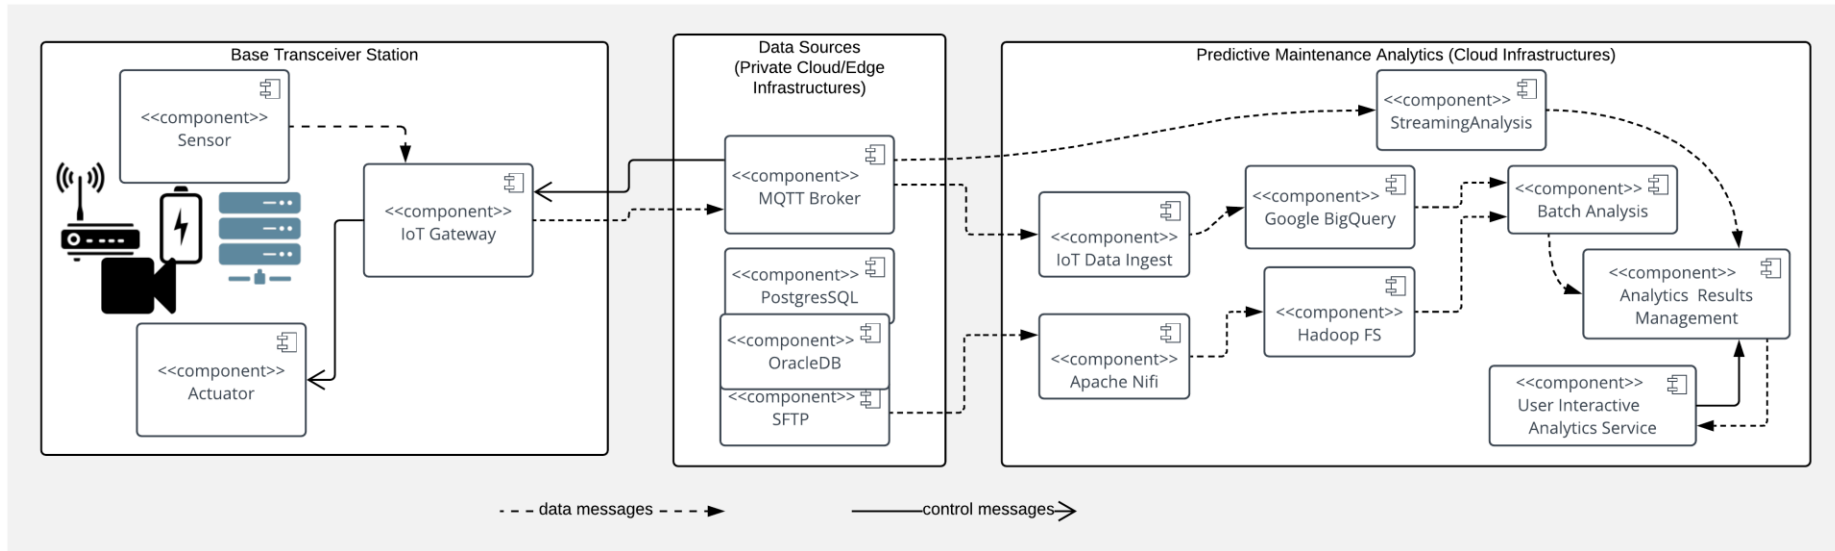 Base Transceiver Station
<<component>>
Sensor
<<component>>
IoT Gateway
<<component>>
Actuator
Data Sources
(Private Cloud/Edge
Infrastructures)
<<component>>
MQTT Broker
<<component>>
PostgresSQL
<<component>>
OracleDB
<<component>>
SFTP
Predictive Maintenance Analytics (Cloud Infrastructures)
<<component>>
StreamingAnalysis
<<component>>
IoT Data Ingest
<<component>>
Google BigQuery
<<component>>
Batch Analysis
<<component>>
Apache Nifi
<<component>>
Hadoop FS
<<component>>
Analytics Results
Management
<<component>>
User Interactive
Analytics Service
data messages
control messages